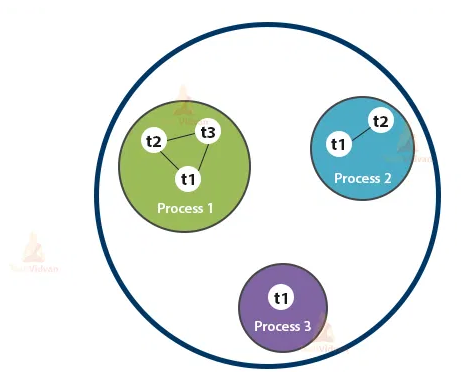 t2
t3
t1
Process 1
t2
t1
Process 2
t1
Process 3